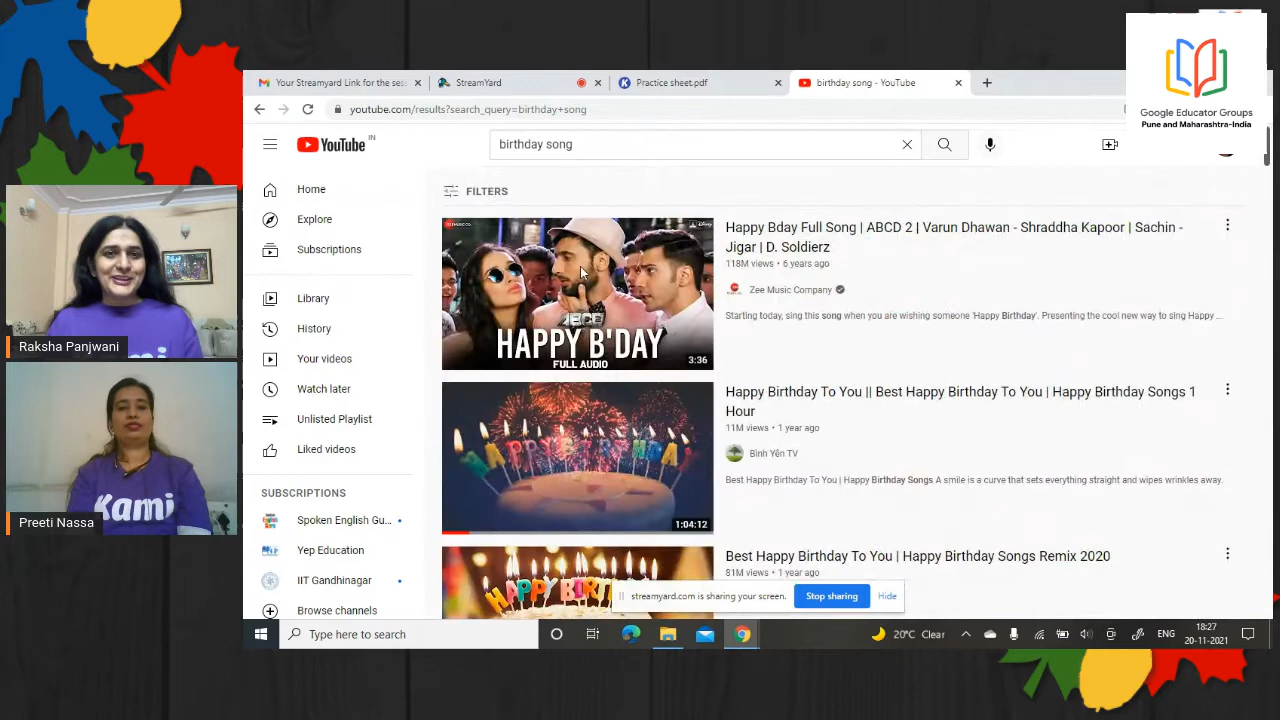 Google Educator Groups
Pune and Maharashtra-India
Your Streamyard Link for the ses
StreamYard
Practice sheet.pdf
birthday song - YouTube
youtube.com/results?search_query=birthday+song
YouTube IN
birthday song
Home
Explore
Subscriptions
Library
History
Your videos
Watch later
Unlisted Playlist
Liked videos
SUBSCRIPTIONS
Spoken English Gu...
Yep Education
IIT Gandhinagar
Browse channels
FILTERS
HAPPY B'DAY
FULL AUDIO
3:36
Happy Bday Full Song | ABCD 2 | Varun Dhawan - Shraddha Kapoor | Sachin -
Jigar | D. Soldierz
118M views • 6 years ago
Zee Music Company
Starting today, sing this song when you are wishing someone 'Happy Birthday'. Presenting the cool new way to sing Happy ...
1:04:12
Happy Birthday To You || Best Happy Birthday To You | Happy Birthday Songs 1
Hour
11M views • 1 year ago
Bình Yên TV
Best Happy Birthday To You | Happy Birthday Songs A smile is a curve that sets everything straight and wipes wrinkles away.
Best Happy Birthday To You | Happy Birthday Songs Remix 2020
81M views • 1 year ago
streamyard.com is sharing your screen.
Stop sharing
Hide
Type here to search
20°C Clear
ENG
18:27
20-11-2021
Raksha Panjwani
Kami
Preeti Nassa